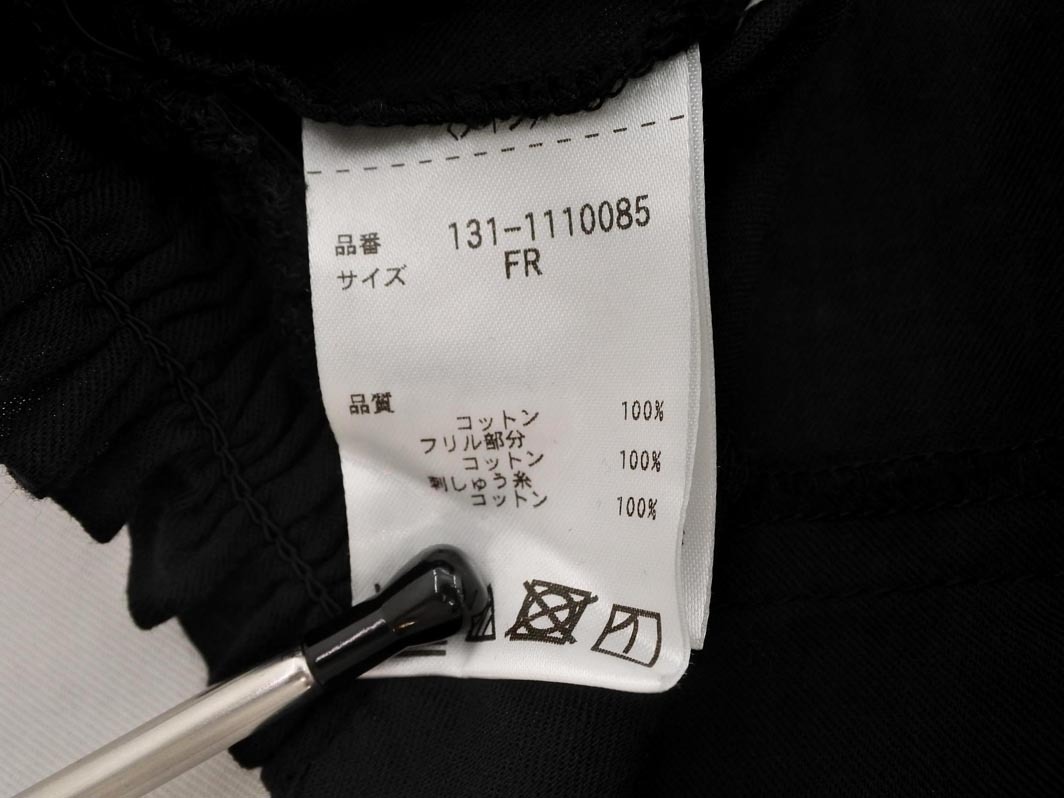 品番 131-1110085
サイズ FR
品質
コットン 100%
フリル部分
コットン 100%
刺しゅう糸
コットン 100%